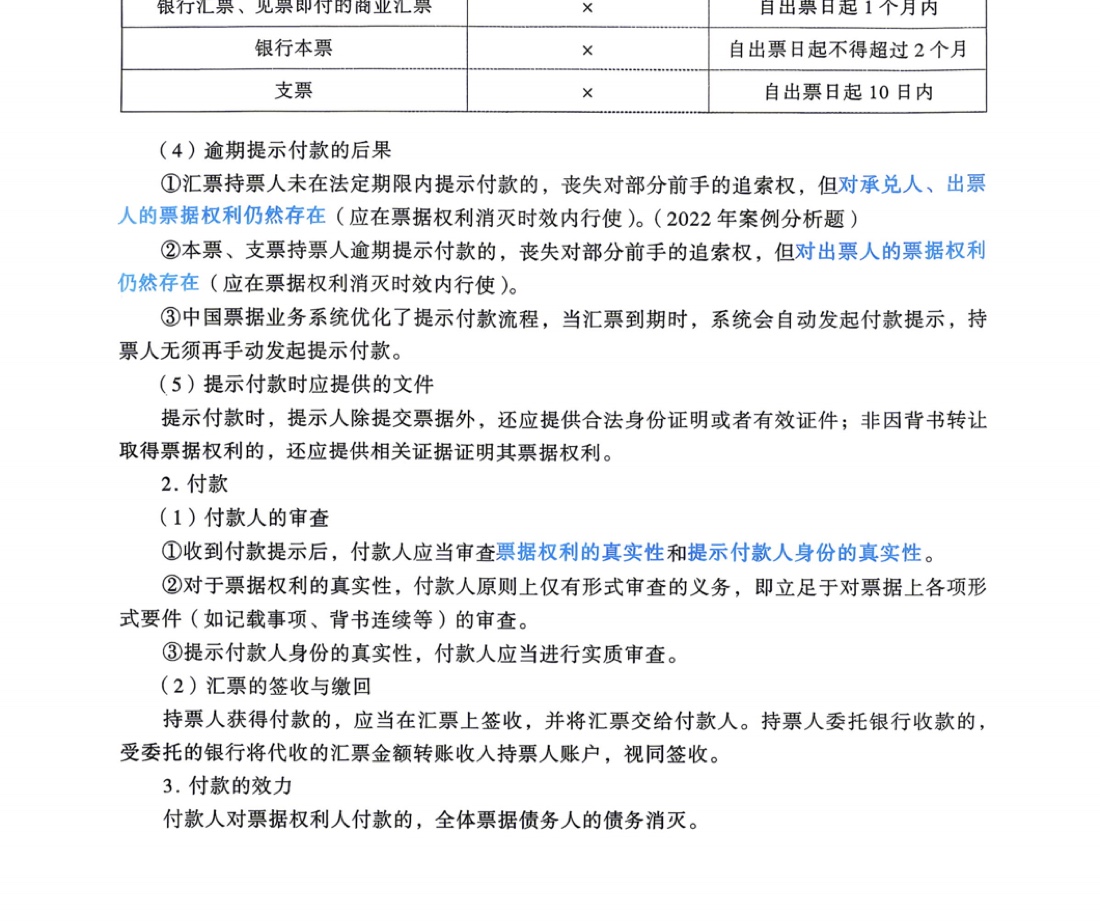 银行汇票、见票即付的商业汇票 × 自出票日起 1 个月内
银行本票 × 自出票日起不得超过 2 个月
支票 × 自出票日起 10 日内
（4）逾期提示付款的后果
①汇票持票人未在法定期限内提示付款的，丧失对部分前手的追索权，但对承兑人、出票
人的票据权利仍然存在（应在票据权利消灭时效内行使）。（2022 年案例分析题）
②本票、支票持票人逾期提示付款的，丧失对部分前手的追索权，但对出票人的票据权利
仍然存在（应在票据权利消灭时效内行使）。
③中国票据业务系统优化了提示付款流程，当汇票到期时，系统会自动发起付款提示，持
票人无须再手动发起提示付款。
（5）提示付款时应提供的文件
提示付款时，提示人除提交票据外，还应提供合法身份证明或者有效证件；非因背书转让
取得票据权利的，还应提供相关证据证明其票据权利。
2. 付款
（1）付款人的审查
①收到付款提示后，付款人应当审查票据权利的真实性和提示付款人身份的真实性。
②对于票据权利的真实性，付款人原则上仅有形式审查的义务，即立足于对票据上各项形
式要件（如记载事项、背书连续等）的审查。
③提示付款人身份的真实性，付款人应当进行实质审查。
（2）汇票的签收与缴回
持票人获得付款的，应当在汇票上签收，并将汇票交给付款人。持票人委托银行收款的，
受委托的银行将代收的汇票金额转账收入持票人账户，视同签收。
3. 付款的效力
付款人对票据权利人付款的，全体票据债务人的债务消灭。